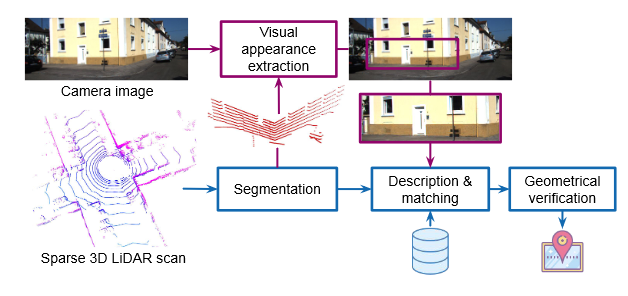 Visual
appearance
extraction
Camera image
Segmentation
Description &
matching
Geometrical
verification
Sparse 3D LiDAR scan